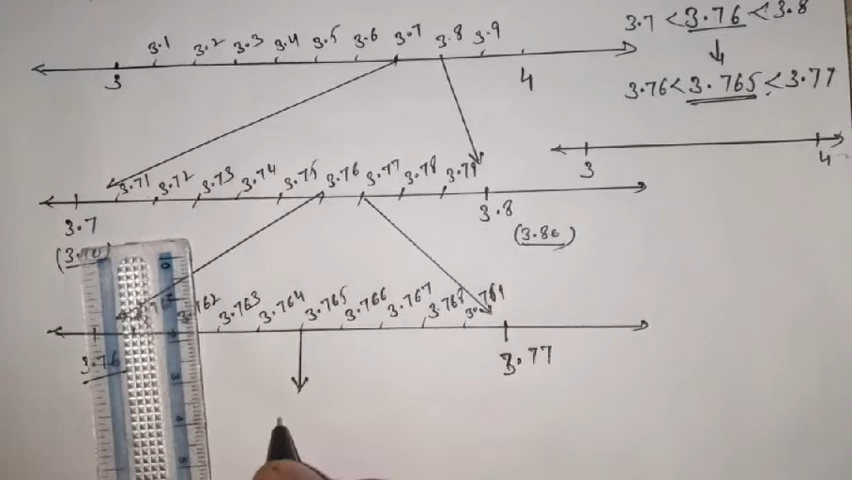 3.7 < 3.76 < 3.8
3.1 3.2 3.3 3.4 3.5 3.6 3.7 3.8 3.9
3 4
3.76 < 3.765 < 3.77
3 4
3.71 3.72 3.73 3.74 3.75 3.76 3.77 3.78 3.79
3.7 3.8
(3.70) (3.80)
3.763 3.764 3.765 3.766 3.767 3.768
3.76 3.77